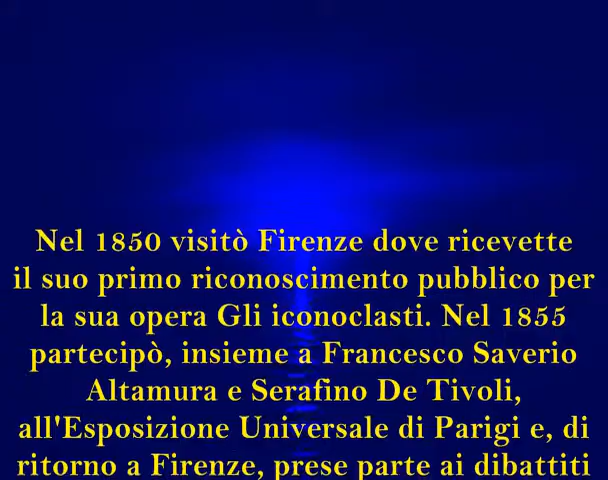 Nel 1850 visitò Firenze dove ricevette
il suo primo riconoscimento pubblico per
la sua opera Gli iconoclasti. Nel 1855
partecipò, insieme a Francesco Saverio
Altamura e Serafino De Tivoli,
all'Esposizione Universale di Parigi e, di
ritorno a Firenze, prese parte ai dibattiti